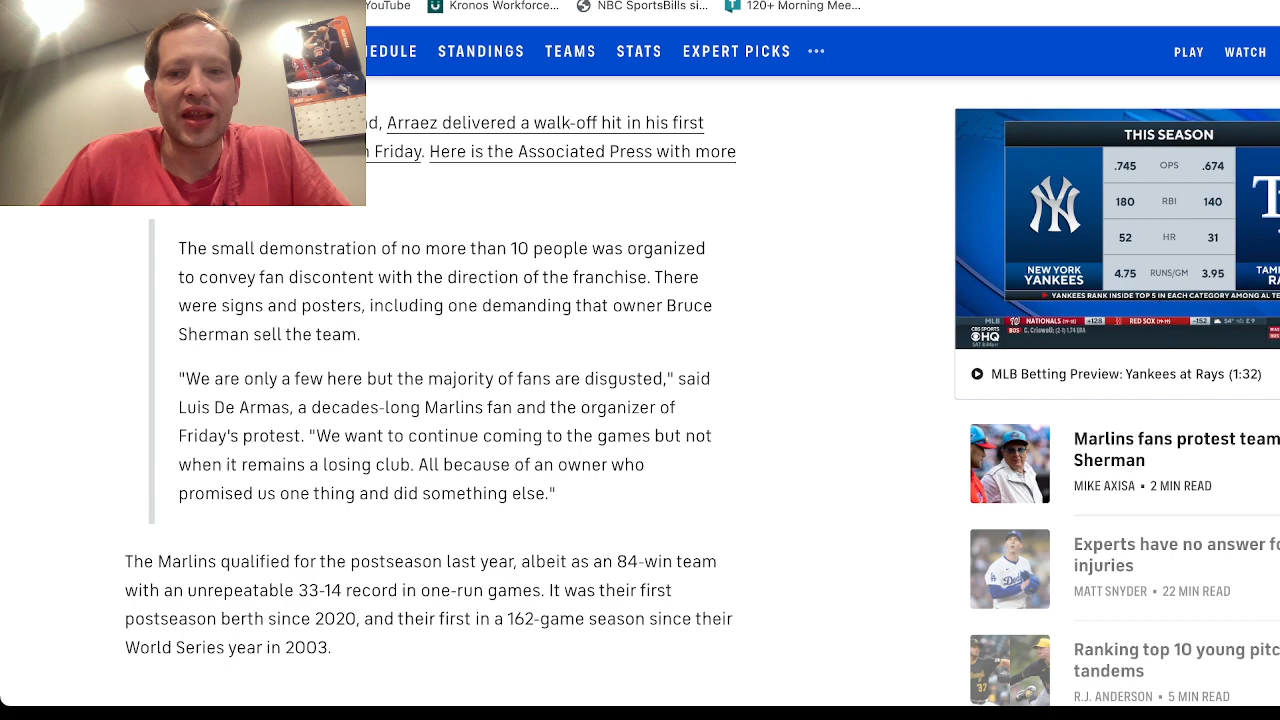 YouTube
Kronos Workforce...
NBC SportsBills si...
120+ Morning Mee...
EDULE
STANDINGS
TEAMS
STATS
EXPERT PICKS
PLAY
WATCH
d, Arraez delivered a walk-off hit in his first
n Friday. Here is the Associated Press with more
The small demonstration of no more than 10 people was organized
to convey fan discontent with the direction of the franchise. There
were signs and posters, including one demanding that owner Bruce
Sherman sell the team.
"We are only a few here but the majority of fans are disgusted," said
Luis De Armas, a decades-long Marlins fan and the organizer of
Friday's protest. "We want to continue coming to the games but not
when it remains a losing club. All because of an owner who
promised us one thing and did something else."
The Marlins qualified for the postseason last year, albeit as an 84-win team
with an unrepeatable 33-14 record in one-run games. It was their first
postseason berth since 2020, and their first in a 162-game season since their
World Series year in 2003.
THIS SEASON
.745 OPS .674
180 RBI 140
52 HR 31
4.75 RUNS/GM 3.95
NEW YORK
YANKEES
TAM
RA
YANKEES RANK INSIDE TOP 5 IN EACH CATEGORY AMONG AL TE
MLB
NATIONALS
+128
RED SOX
-152
54°
CBS SPORTS
HQ
BOS C. Criswell: (2-1) 1.74 ERA
MLB Betting Preview: Yankees at Rays (1:32)
Marlins fans protest team
Sherman
MIKE AXISA • 2 MIN READ
Experts have no answer fo
injuries
MATT SNYDER • 22 MIN READ
Ranking top 10 young pitc
tandems
R.J. ANDERSON • 5 MIN READ